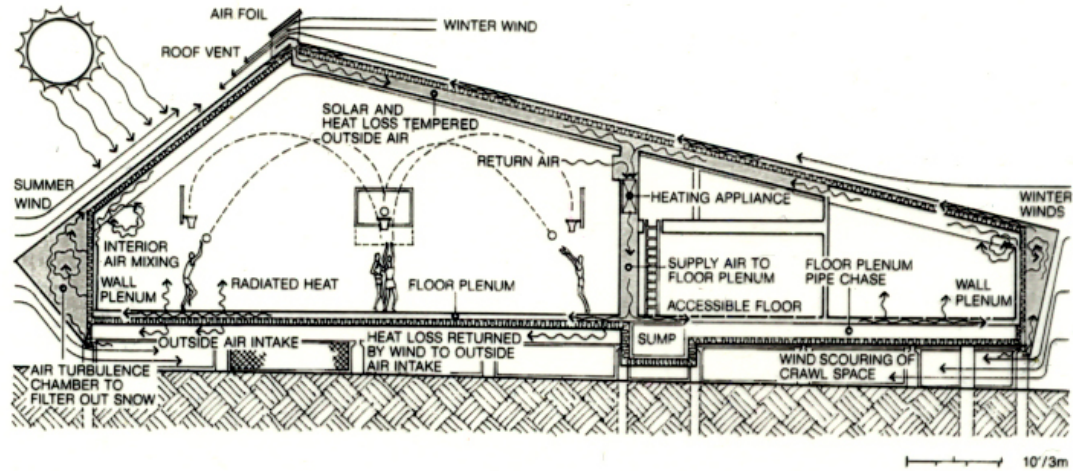 AIR FOIL
WINTER WIND
ROOF VENT
SOLAR AND
HEAT LOSS TEMPERED
OUTSIDE AIR
RETURN AIR
SUMMER
WIND
HEATING APPLIANCE
WINTER
WINDS
INTERIOR
AIR MIXING
WALL
PLENUM
RADIATED HEAT
FLOOR PLENUM
SUPPLY AIR TO
FLOOR PLENUM
FLOOR PLENUM
PIPE CHASE
WALL
PLENUM
ACCESSIBLE FLOOR
OUTSIDE AIR INTAKE
HEAT LOSS RETURNED
BY WIND TO OUTSIDE
AIR INTAKE
SUMP
WIND SCOURING OF
CRAWL SPACE
AIR TURBULENCE
CHAMBER TO
FILTER OUT SNOW
10'/3m